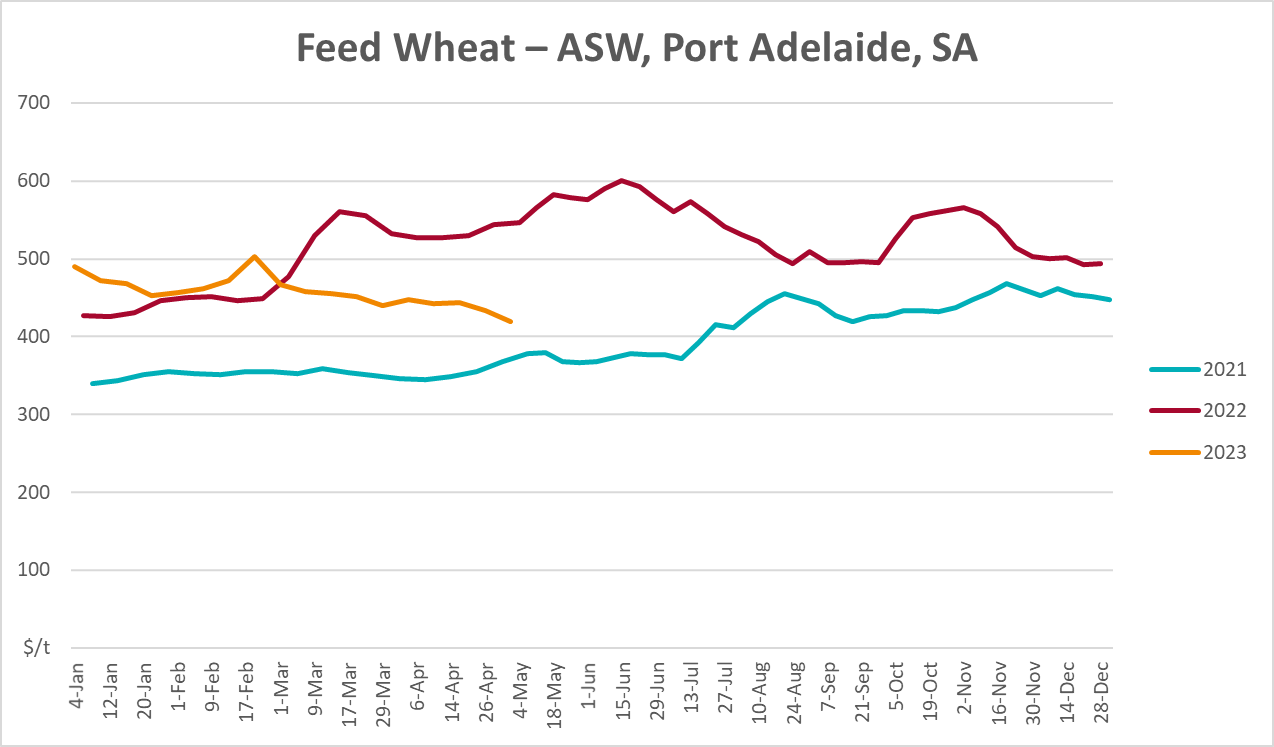 Feed Wheat – ASW, Port Adelaide, SA
700
600
500
400
300
200
100
$/t
4-Jan
12-Jan
20-Jan
1-Feb
9-Feb
17-Feb
1-Mar
9-Mar
17-Mar
29-Mar
6-Apr
14-Apr
26-Apr
4-May
18-May
1-Jun
15-Jun
29-Jun
13-Jul
27-Jul
10-Aug
24-Aug
7-Sep
21-Sep
5-Oct
19-Oct
2-Nov
16-Nov
30-Nov
14-Dec
28-Dec
2021
2022
2023